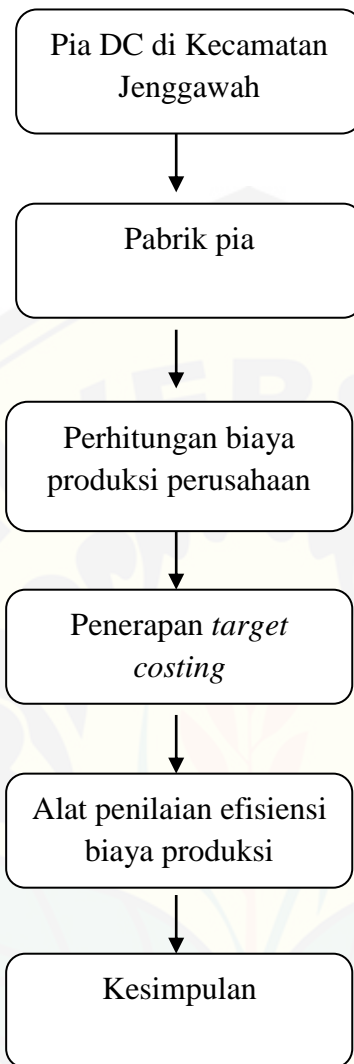 Pia DC di Kecamatan
Jenggawah
Pabrik pia
Perhitungan biaya
produksi perusahaan
Penerapan target
costing
Alat penilaian efisiensi
biaya produksi
Kesimpulan